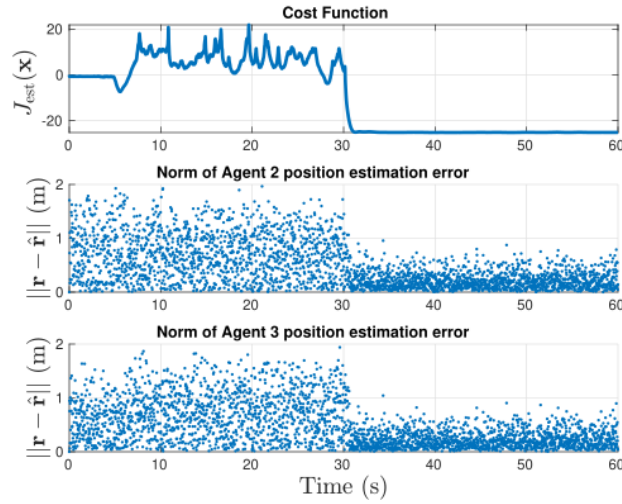 Cost Function
J_est(x)
20
0
-20
0 10 20 30 40 50 60
Norm of Agent 2 position estimation error
||r − r̂|| (m)
2
1
0
0 10 20 30 40 50 60
Norm of Agent 3 position estimation error
||r − r̂|| (m)
2
1
0
0 10 20 30 40 50 60
Time (s)